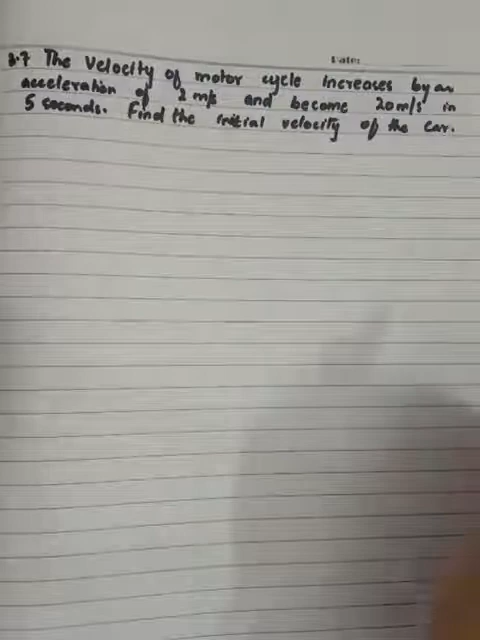 Date:
3.7 The Velocity of motor cycle increases by an
acceleration of 2 m/s and become 20 m/s in
5 seconds. Find the initial velocity of the car.